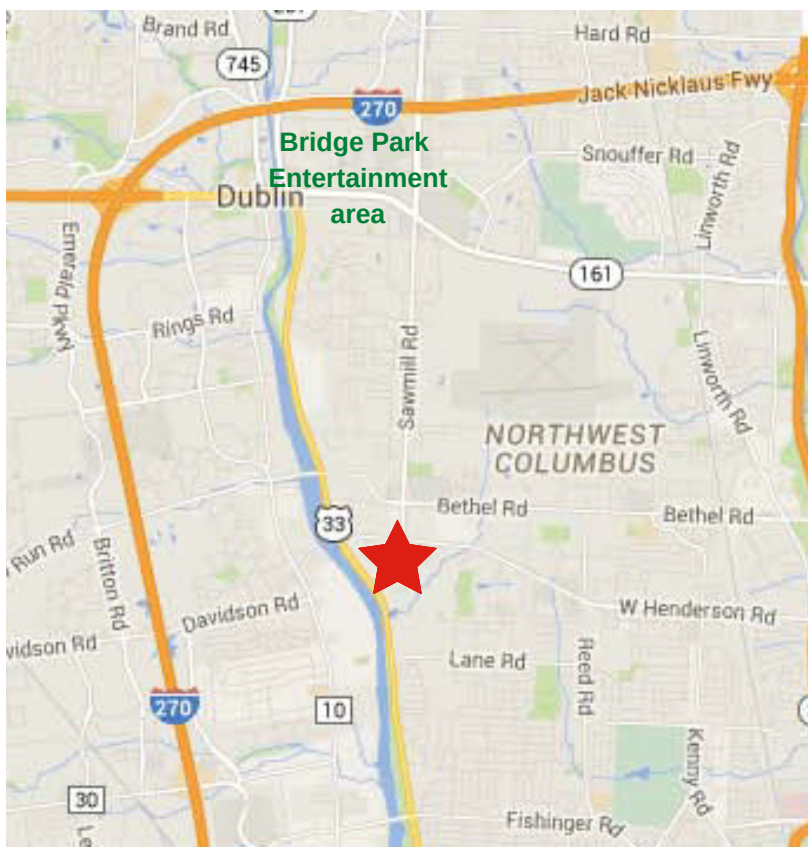 Brand Rd
Hard Rd
745
270
Jack Nicklaus Fwy
Bridge Park
Entertainment
area
Dublin
Snouffer Rd
Linworth Rd
Emerald Pkwy
161
Rings Rd
Sawmill Rd
Linworth Rd
NORTHWEST
COLUMBUS
Bethel Rd
Bethel Rd
33
Run Rd
Britton Rd
Davidson Rd
W Henderson Rd
vidson Rd
Lane Rd
Reed Rd
270
10
Kenny Rd
30
Fishinger Rd